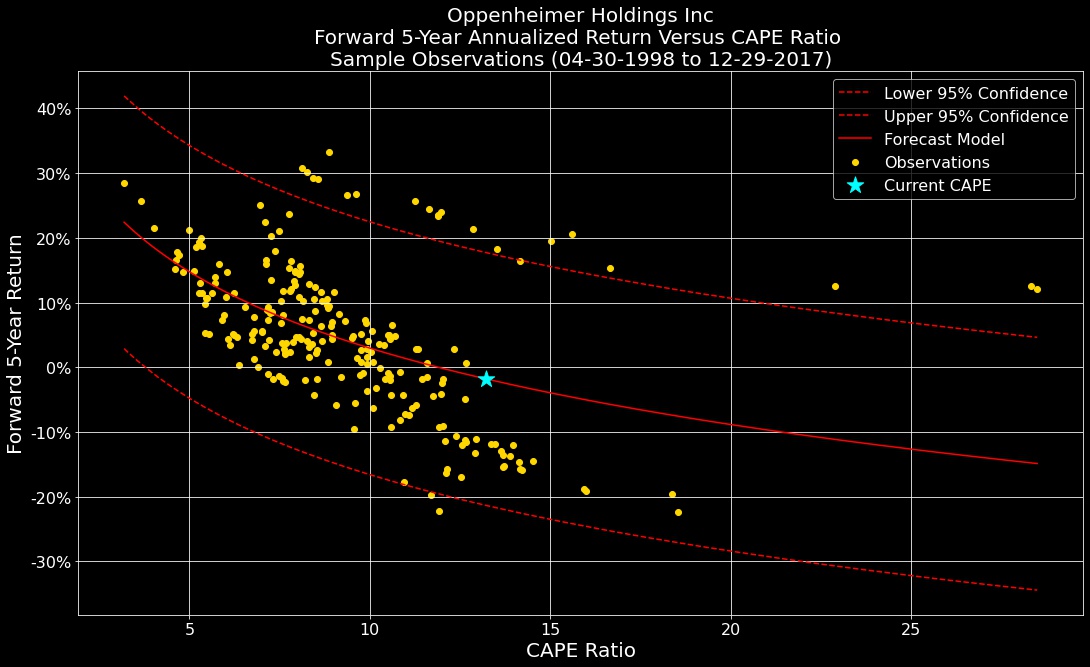 Oppenheimer Holdings Inc
Forward 5-Year Annualized Return Versus CAPE Ratio
Sample Observations (04-30-1998 to 12-29-2017)
Lower 95% Confidence
Upper 95% Confidence
Forecast Model
Observations
Current CAPE
Forward 5-Year Return
40%
30%
20%
10%
0%
-10%
-20%
-30%
5 10 15 20 25
CAPE Ratio